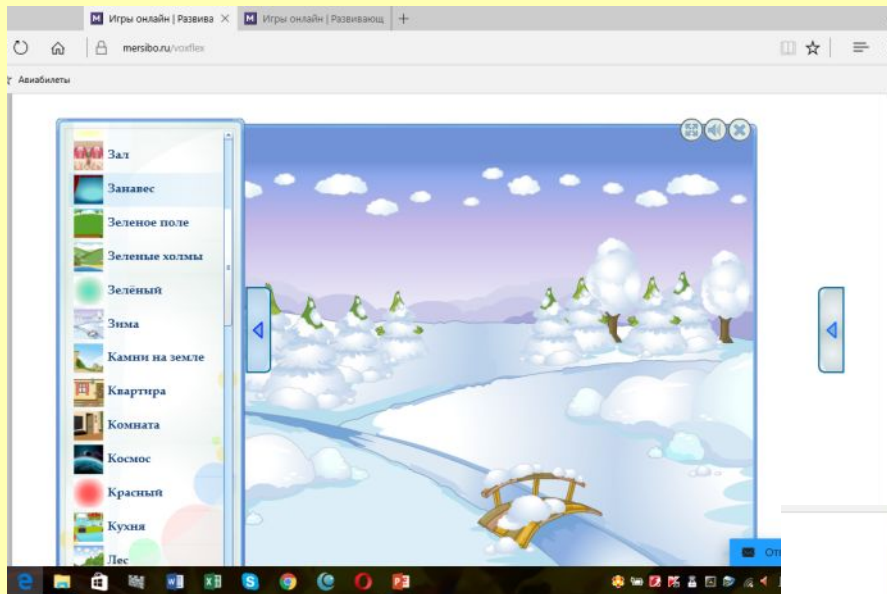 Игры онлайн | Развива
Игры онлайн | Развивающ
mersibo.ru/voxflex
Авиабилеты
Зал
Занавес
Зеленое поле
Зеленые холмы
Зелёный
Зима
Камни на земле
Квартира
Комната
Космос
Красный
Кухня
Лес